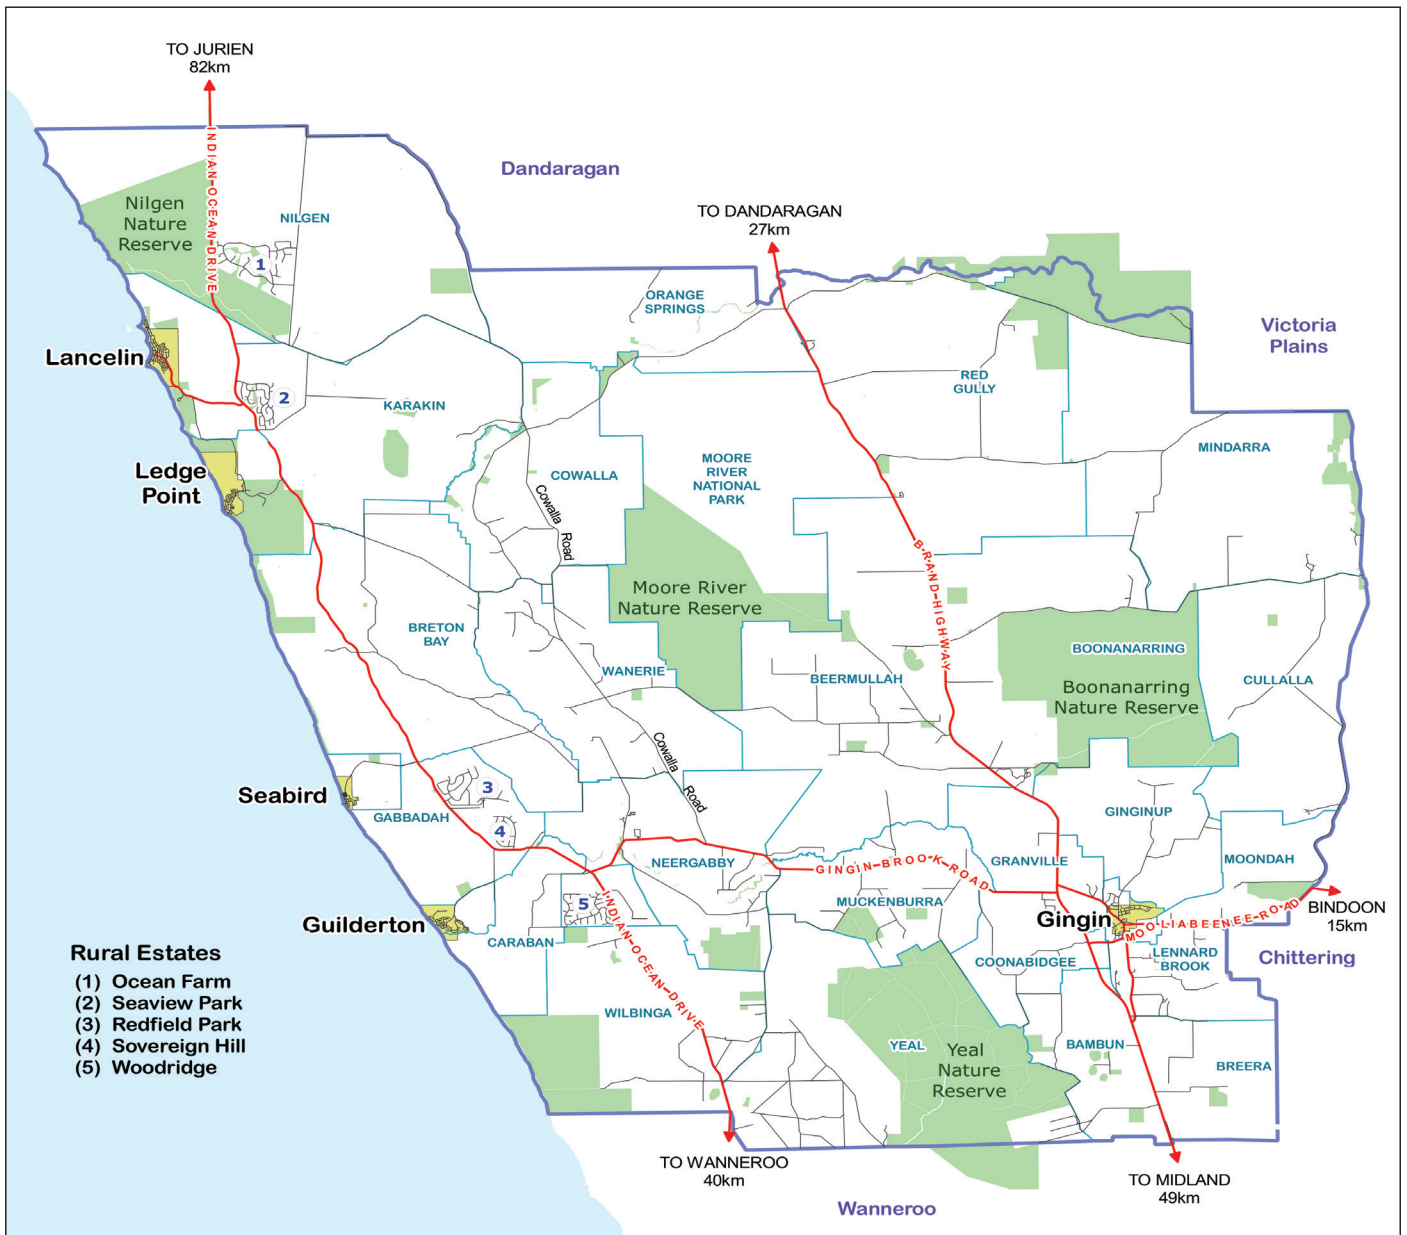 TO JURIEN
82km
INDIAN OCEAN DRIVE
Dandaragan
Nilgen
Nature
Reserve
NILGEN
1
TO DANDARAGAN
27km
ORANGE
SPRINGS
Victoria
Plains
Lancelin
2
KARAKIN
RED
GULLY
MINDARRA
Ledge
Point
COWALLA
MOORE
RIVER
NATIONAL
PARK
Cowalla
Road
BRAND HIGHWAY
Moore River
Nature Reserve
BRETON
BAY
WANERIE
BEERMULLAH
BOONANARRING
Boonanarring
Nature Reserve
CULLALLA
Cowalla
Road
Seabird
3
GABBADAH
4
GINGINUP
NEERGABBY
GINGIN BROOK ROAD
GRANVILLE
MOONDAH
5
MUCKENBURRA
Guilderton
Gingin
MOOLIABEENEE ROAD
BINDOON
15km
CARABAN
INDIAN OCEAN DRIVE
COONABIDGEE
LENNARD
BROOK
Chittering
Rural Estates
(1) Ocean Farm
(2) Seaview Park
(3) Redfield Park
(4) Sovereign Hill
(5) Woodridge
WILBINGA
YEAL
Yeal
Nature
Reserve
BAMBUN
BREERA
TO WANNEROO
40km
TO MIDLAND
49km
Wanneroo